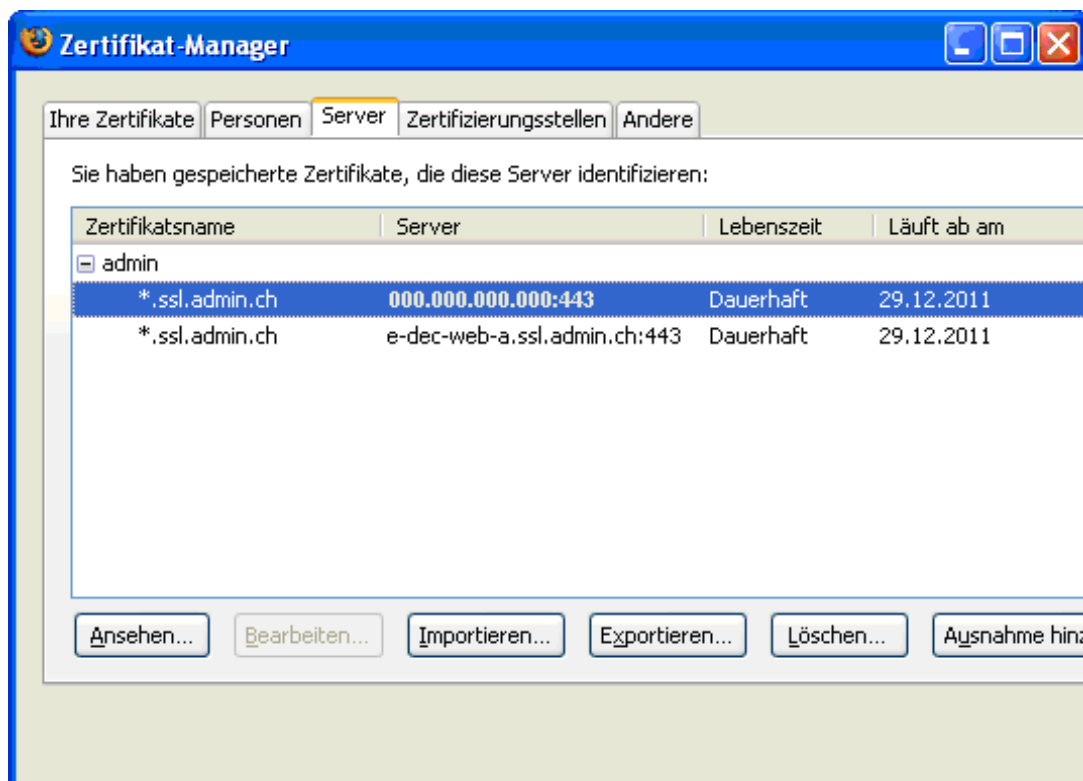 Zertifikat-Manager
Ihre Zertifikate Personen Server Zertifizierungsstellen Andere
Sie haben gespeicherte Zertifikate, die diese Server identifizieren:
Zertifikatsname Server Lebenszeit Läuft ab am
admin
*.ssl.admin.ch 000.000.000.000:443 Dauerhaft 29.12.2011
*.ssl.admin.ch e-dec-web-a.ssl.admin.ch:443 Dauerhaft 29.12.2011
Ansehen... Bearbeiten... Importieren... Exportieren... Löschen... Ausnahme hinz